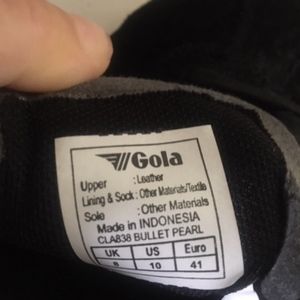 Gola
Upper : Leather
Lining & Sock : Other Materials/Textile
Sole : Other Materials
Made in INDONESIA
CLA838 BULLET PEARL
UK US Euro
8 10 41